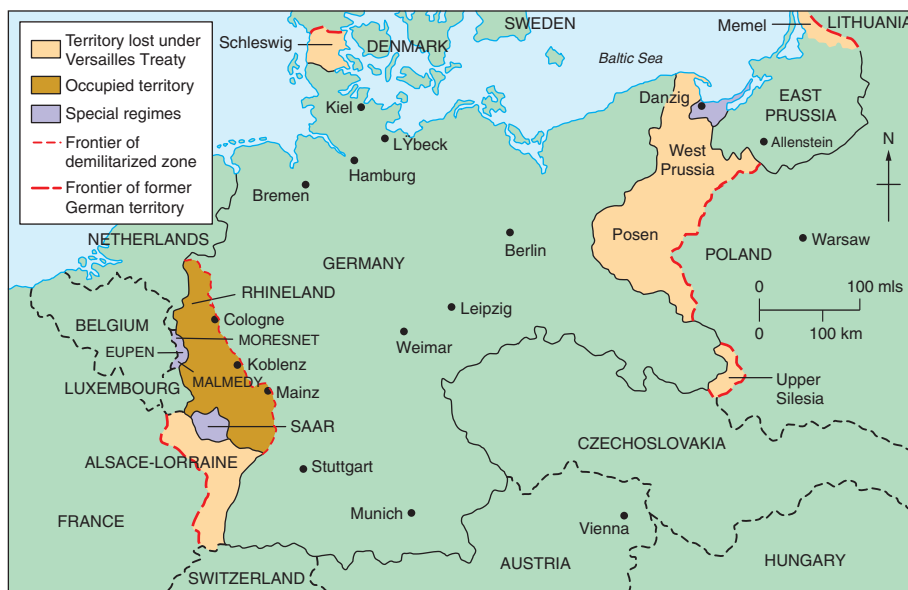 Territory lost under
Versailles Treaty
Occupied territory
Special regimes
Frontier of
demilitarized zone
Frontier of former
German territory
SWEDEN
Memel
LITHUANIA
Schleswig
DENMARK
Baltic Sea
Kiel
Danzig
EAST
PRUSSIA
LŸbeck
Allenstein
N
West
Prussia
Hamburg
Bremen
NETHERLANDS
Berlin
Posen
POLAND
Warsaw
GERMANY
0 100 mls
0 100 km
RHINELAND
Leipzig
BELGIUM
Cologne
MORESNET
Weimar
EUPEN
Koblenz
LUXEMBOURG
MALMEDY
Mainz
Upper
Silesia
SAAR
CZECHOSLOVAKIA
ALSACE-LORRAINE
Stuttgart
FRANCE
Munich
Vienna
HUNGARY
AUSTRIA
SWITZERLAND